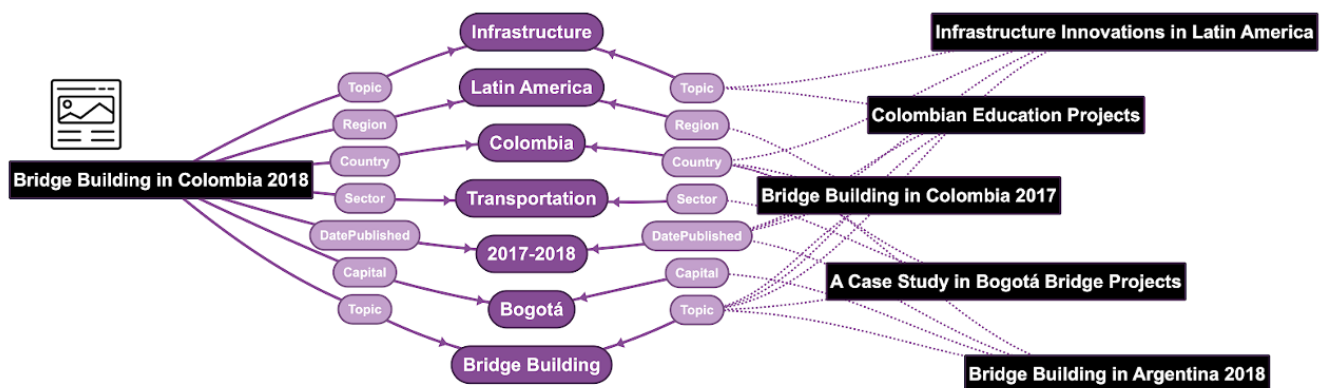 Infrastructure
Infrastructure Innovations in Latin America
Topic
Topic
Latin America
Colombian Education Projects
Region
Region
Colombia
Country
Country
Bridge Building in Colombia 2018
Sector
Transportation
Sector
Bridge Building in Colombia 2017
DatePublished
DatePublished
2017-2018
Capital
Capital
A Case Study in Bogotá Bridge Projects
Topic
Bogotá
Topic
Bridge Building
Bridge Building in Argentina 2018